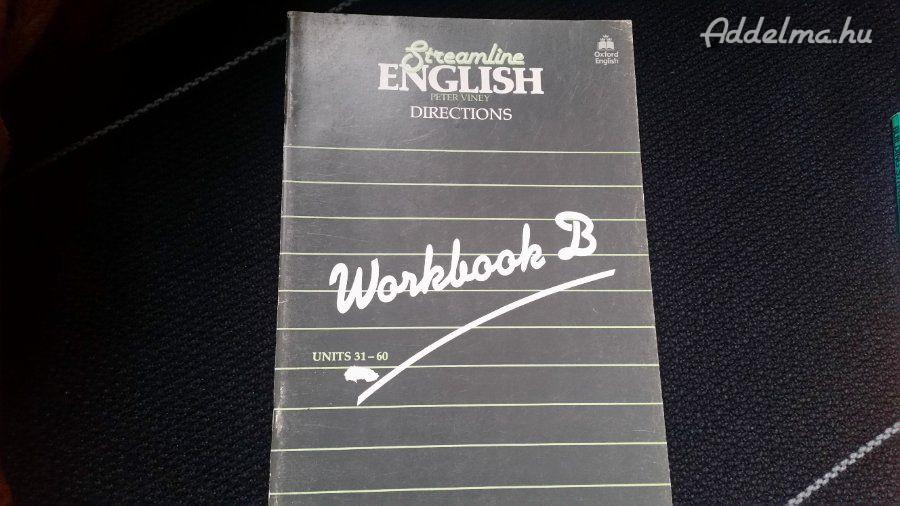 Addelma.hu
Streamline
ENGLISH
PETER VINEY
DIRECTIONS
Oxford
English
Workbook B
UNITS 31–60